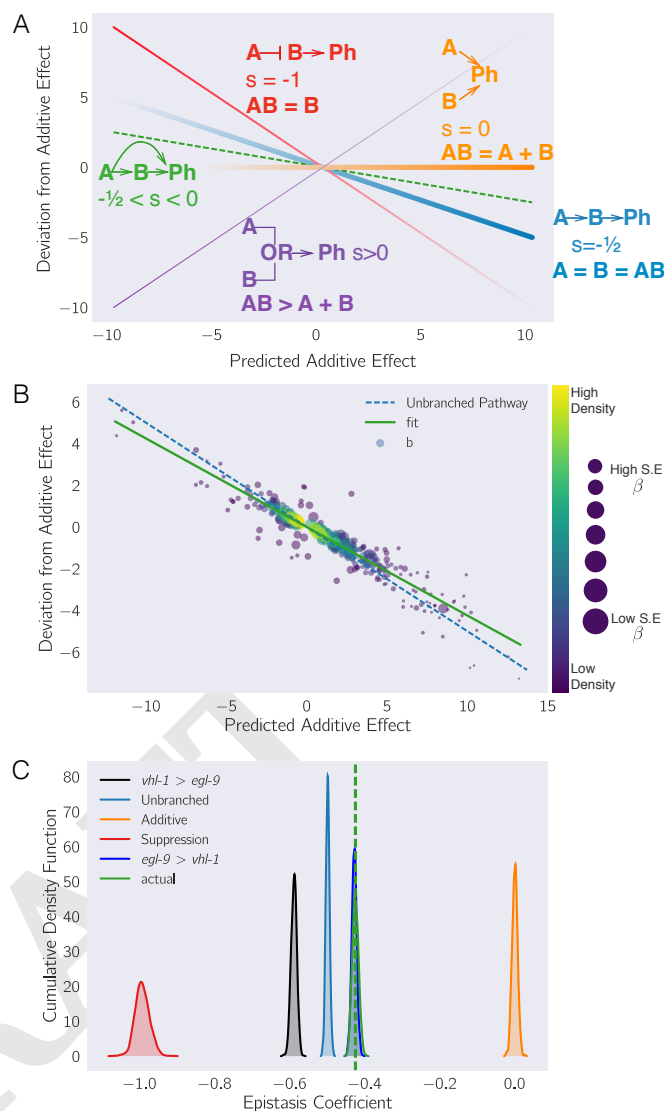 A
10
5
0
−5
−10
Deviation from Additive Effect
A B Ph
s = -1
AB = B
A
Ph
B
s = 0
AB = A + B
A B Ph
-½ < s < 0
A
OR Ph s>0
B
AB > A + B
A B Ph
s=-½
A = B = AB
−10 −5 0 5 10
Predicted Additive Effect
B
6
4
2
0
−2
−4
−6
Deviation from Additive Effect
Unbranched Pathway
fit
b
−10 −5 0 5 10 15
Predicted Additive Effect
High
Density
Low
Density
High S.E
β
Low S.E
β
C
80
70
60
50
40
30
20
10
0
Cumulative Density Function
vhl-1 > egl-9
Unbranched
Additive
Suppression
egl-9 > vhl-1
actual
−1.0 −0.8 −0.6 −0.4 −0.2 0.0
Epistasis Coefficient